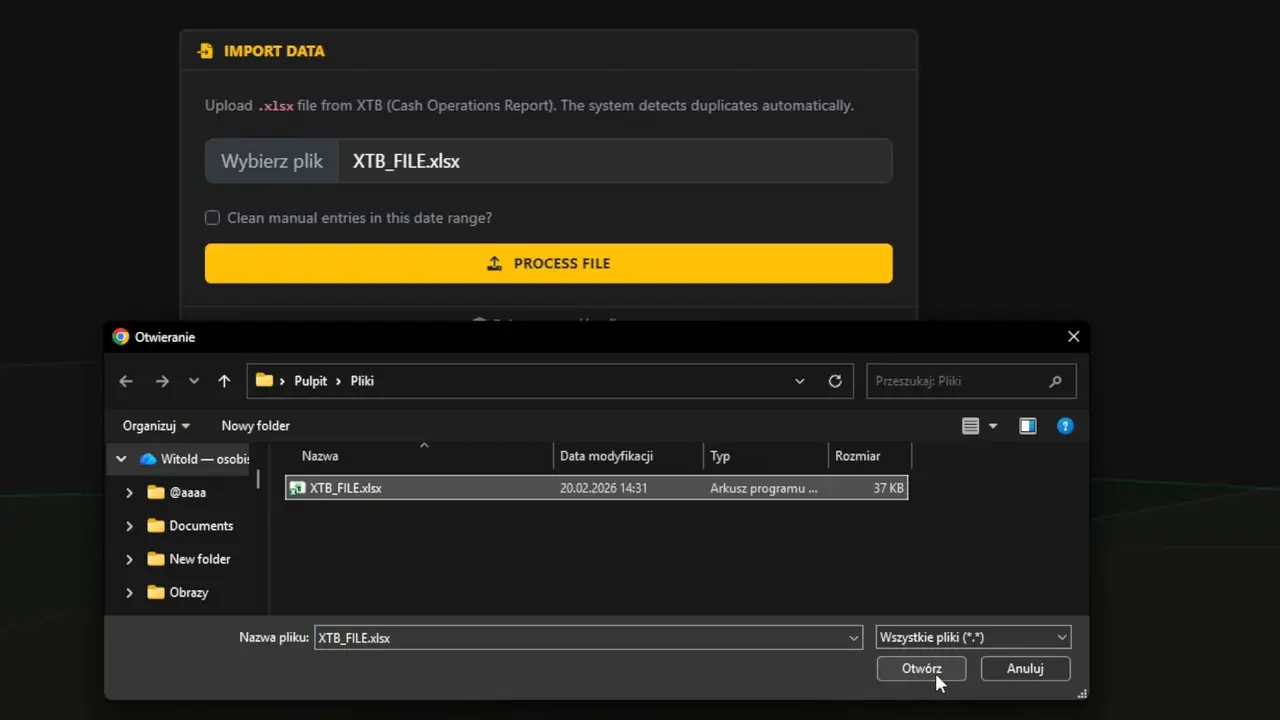 IMPORT DATA
Upload .xlsx file from XTB (Cash Operations Report). The system detects duplicates automatically.
Wybierz plik XTB_FILE.xlsx
Clean manual entries in this date range?
PROCESS FILE
Otwieranie
Pulpit Pliki
Przeszukaj: Pliki
Organizuj Nowy folder
Witold — osobis
Nazwa Data modyfikacji Typ Rozmiar
XTB_FILE.xlsx 20.02.2026 14:31 Arkusz programu ... 37 KB
@aaaa
Documents
New folder
Obrazy
Nazwa pliku: XTB_FILE.xlsx Wszystkie pliki (*.*)
Otwórz Anuluj